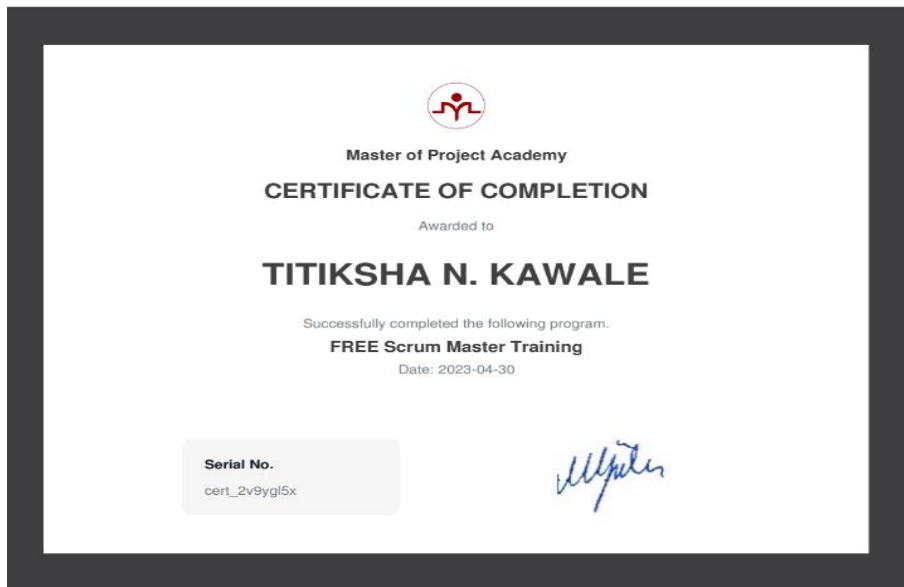 Master of Project Academy
CERTIFICATE OF COMPLETION
Awarded to
TITIKSHA N. KAWALE
Successfully completed the following program.
FREE Scrum Master Training
Date: 2023-04-30
Serial No.
cert_2v9ygl5x